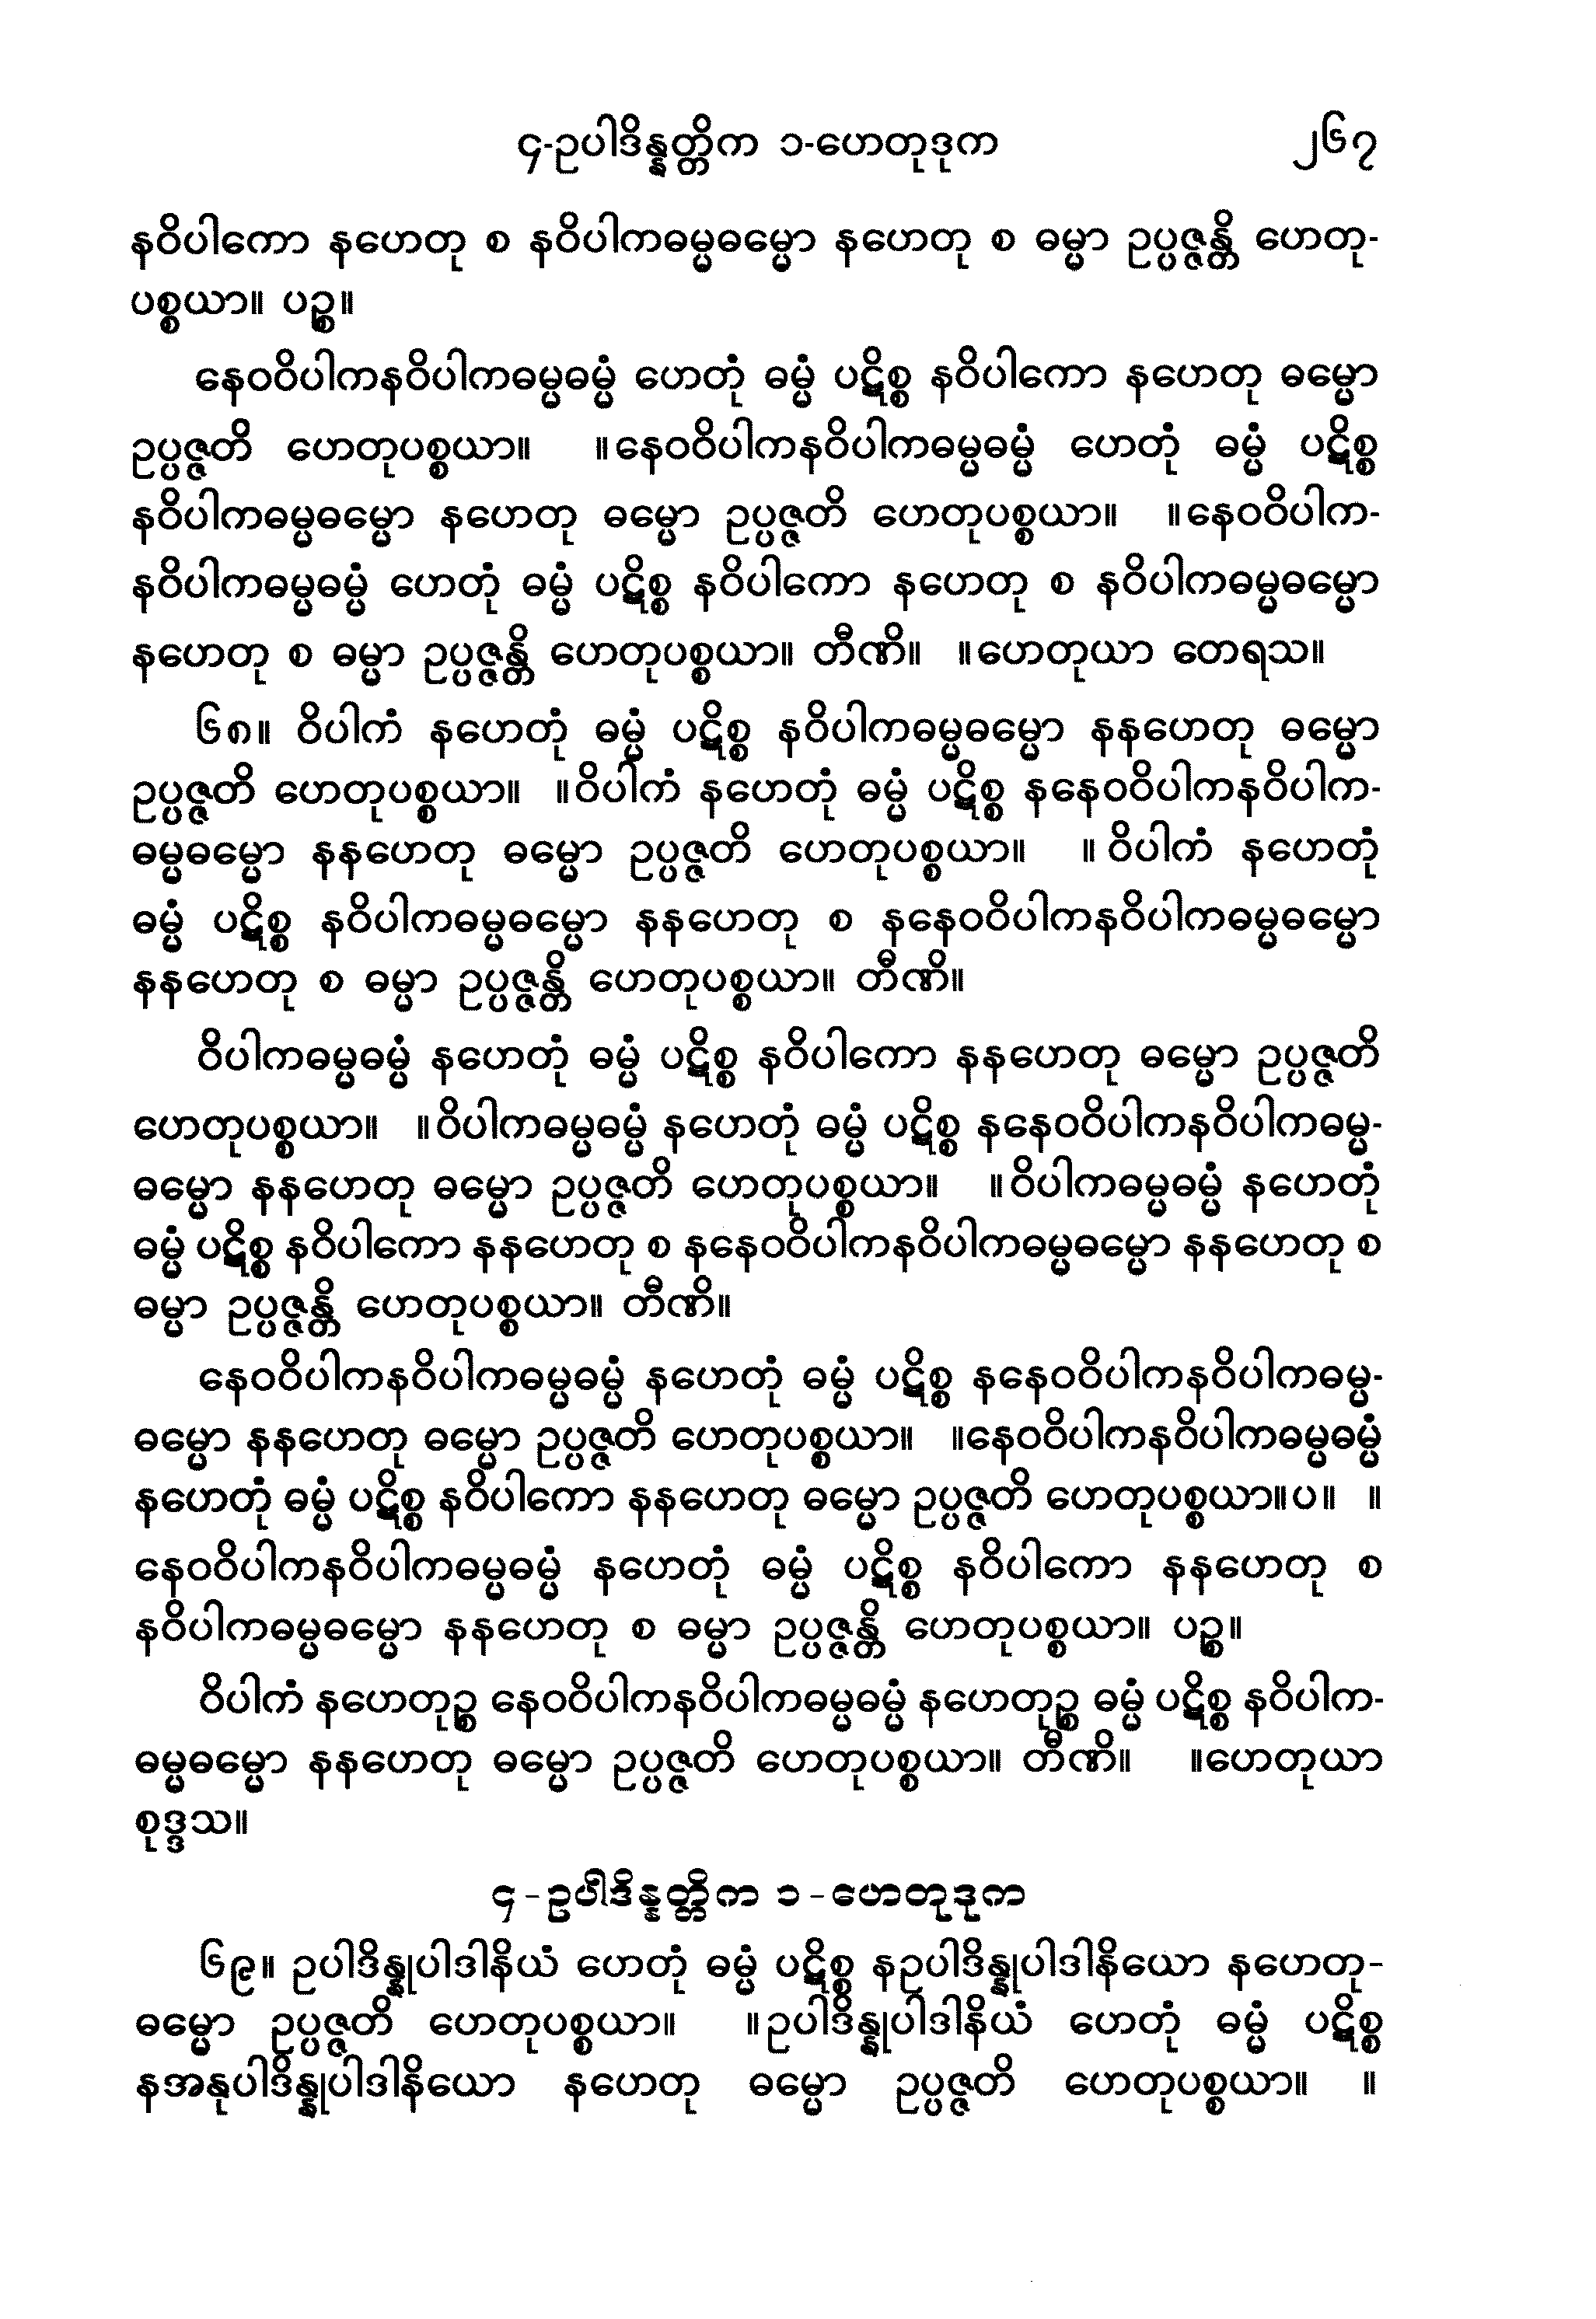 ၄-ဥပါဒိန္နတ္တိက ၁-ဟေတုဒုက ၂၆၇
နဝိပါကော နဟေတု စ နဝိပါကဓမ္မဓမ္မော နဟေတု စ ဓမ္မာ ဥပ္ပဇ္ဇန္တိ ဟေတု-
ပစ္စယာ။ ပဉ္စ။
နေဝဝိပါကနဝိပါကဓမ္မဓမ္မံ ဟေတုံ ဓမ္မံ ပဋိစ္စ နဝိပါကော နဟေတု ဓမ္မော
ဥပ္ပဇ္ဇတိ ဟေတုပစ္စယာ။ ။နေဝဝိပါကနဝိပါကဓမ္မဓမ္မံ ဟေတုံ ဓမ္မံ ပဋိစ္စ
နဝိပါကဓမ္မဓမ္မော နဟေတု ဓမ္မော ဥပ္ပဇ္ဇတိ ဟေတုပစ္စယာ။ ။နေဝဝိပါက-
နဝိပါကဓမ္မဓမ္မံ ဟေတုံ ဓမ္မံ ပဋိစ္စ နဝိပါကော နဟေတု စ နဝိပါကဓမ္မဓမ္မော
နဟေတု စ ဓမ္မာ ဥပ္ပဇ္ဇန္တိ ဟေတုပစ္စယာ။ တီဏိ။ ။ဟေတုယာ တေရသ။
၆၈။ ဝိပါကံ နဟေတုံ ဓမ္မံ ပဋိစ္စ နဝိပါကဓမ္မဓမ္မော နနဟေတု ဓမ္မော
ဥပ္ပဇ္ဇတိ ဟေတုပစ္စယာ။ ။ဝိပါကံ နဟေတုံ ဓမ္မံ ပဋိစ္စ နနေဝဝိပါကနဝိပါက-
ဓမ္မဓမ္မော နနဟေတု ဓမ္မော ဥပ္ပဇ္ဇတိ ဟေတုပစ္စယာ။ ။ဝိပါကံ နဟေတုံ
ဓမ္မံ ပဋိစ္စ နဝိပါကဓမ္မဓမ္မော နနဟေတု စ နနေဝဝိပါကနဝိပါကဓမ္မဓမ္မော
နနဟေတု စ ဓမ္မာ ဥပ္ပဇ္ဇန္တိ ဟေတုပစ္စယာ။ တီဏိ။
ဝိပါကဓမ္မဓမ္မံ နဟေတုံ ဓမ္မံ ပဋိစ္စ နဝိပါကော နနဟေတု ဓမ္မော ဥပ္ပဇ္ဇတိ
ဟေတုပစ္စယာ။ ။ဝိပါကဓမ္မဓမ္မံ နဟေတုံ ဓမ္မံ ပဋိစ္စ နနေဝဝိပါကနဝိပါကဓမ္မ-
ဓမ္မော နနဟေတု ဓမ္မော ဥပ္ပဇ္ဇတိ ဟေတုပစ္စယာ။ ။ဝိပါကဓမ္မဓမ္မံ နဟေတုံ
ဓမ္မံ ပဋိစ္စ နဝိပါကော နနဟေတု စ နနေဝဝိပါကနဝိပါကဓမ္မဓမ္မော နနဟေတု စ
ဓမ္မာ ဥပ္ပဇ္ဇန္တိ ဟေတုပစ္စယာ။ တီဏိ။
နေဝဝိပါကနဝိပါကဓမ္မဓမ္မံ နဟေတုံ ဓမ္မံ ပဋိစ္စ နနေဝဝိပါကနဝိပါကဓမ္မ-
ဓမ္မော နနဟေတု ဓမ္မော ဥပ္ပဇ္ဇတိ ဟေတုပစ္စယာ။ ။နေဝဝိပါကနဝိပါကဓမ္မဓမ္မံ
နဟေတုံ ဓမ္မံ ပဋိစ္စ နဝိပါကော နနဟေတု ဓမ္မော ဥပ္ပဇ္ဇတိ ဟေတုပစ္စယာ။ပ။ ။
နေဝဝိပါကနဝိပါကဓမ္မဓမ္မံ နဟေတုံ ဓမ္မံ ပဋိစ္စ နဝိပါကော နနဟေတု စ
နဝိပါကဓမ္မဓမ္မော နနဟေတု စ ဓမ္မာ ဥပ္ပဇ္ဇန္တိ ဟေတုပစ္စယာ။ ပဉ္စ။
ဝိပါကံ နဟေတုဉ္စ နေဝဝိပါကနဝိပါကဓမ္မဓမ္မံ နဟေတုဉ္စ ဓမ္မံ ပဋိစ္စ နဝိပါက-
ဓမ္မဓမ္မော နနဟေတု ဓမ္မော ဥပ္ပဇ္ဇတိ ဟေတုပစ္စယာ။ တီဏိ။ ။ဟေတုယာ
စုဒ္ဒသ။
၄-ဥပါဒိန္နတ္တိက ၁-ဟေတုဒုက
၆၉။ ဥပါဒိန္နုပါဒါနိယံ ဟေတုံ ဓမ္မံ ပဋိစ္စ နဥပါဒိန္နုပါဒါနိယော နဟေတု-
ဓမ္မော ဥပ္ပဇ္ဇတိ ဟေတုပစ္စယာ။ ။ဥပါဒိန္နုပါဒါနိယံ ဟေတုံ ဓမ္မံ ပဋိစ္စ
နအနုပါဒိန္နုပါဒါနိယော နဟေတု ဓမ္မော ဥပ္ပဇ္ဇတိ ဟေတုပစ္စယာ။ ။